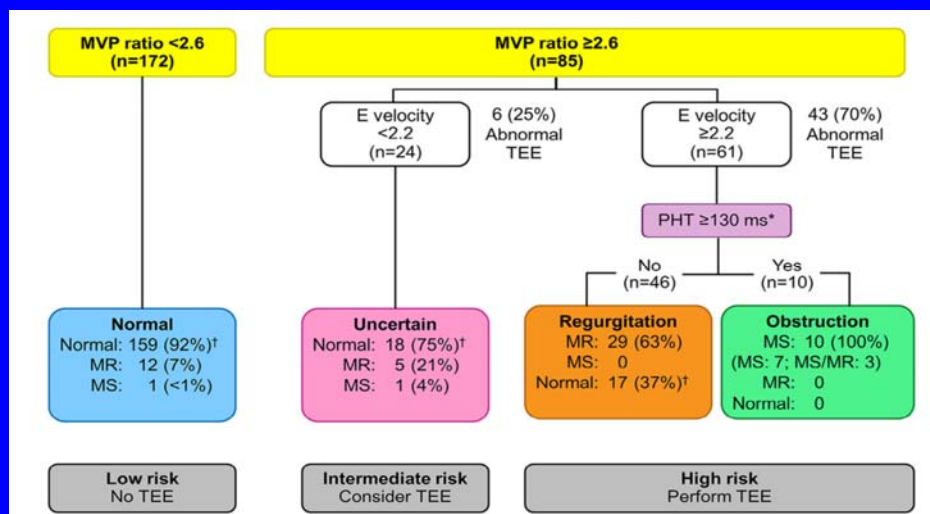 MVP ratio <2.6
(n=172)
MVP ratio ≥2.6
(n=85)
E velocity
<2.2
(n=24)
6 (25%)
Abnormal
TEE
E velocity
≥2.2
(n=61)
43 (70%)
Abnormal
TEE
PHT ≥130 ms*
No
(n=46)
Yes
(n=10)
Normal
Normal: 159 (92%)†
MR: 12 (7%)
MS: 1 (<1%)
Uncertain
Normal: 18 (75%)†
MR: 5 (21%)
MS: 1 (4%)
Regurgitation
MR: 29 (63%)
MS: 0
Normal: 17 (37%)†
Obstruction
MS: 10 (100%)
(MS: 7; MS/MR: 3)
MR: 0
Normal: 0
Low risk
No TEE
Intermediate risk
Consider TEE
High risk
Perform TEE